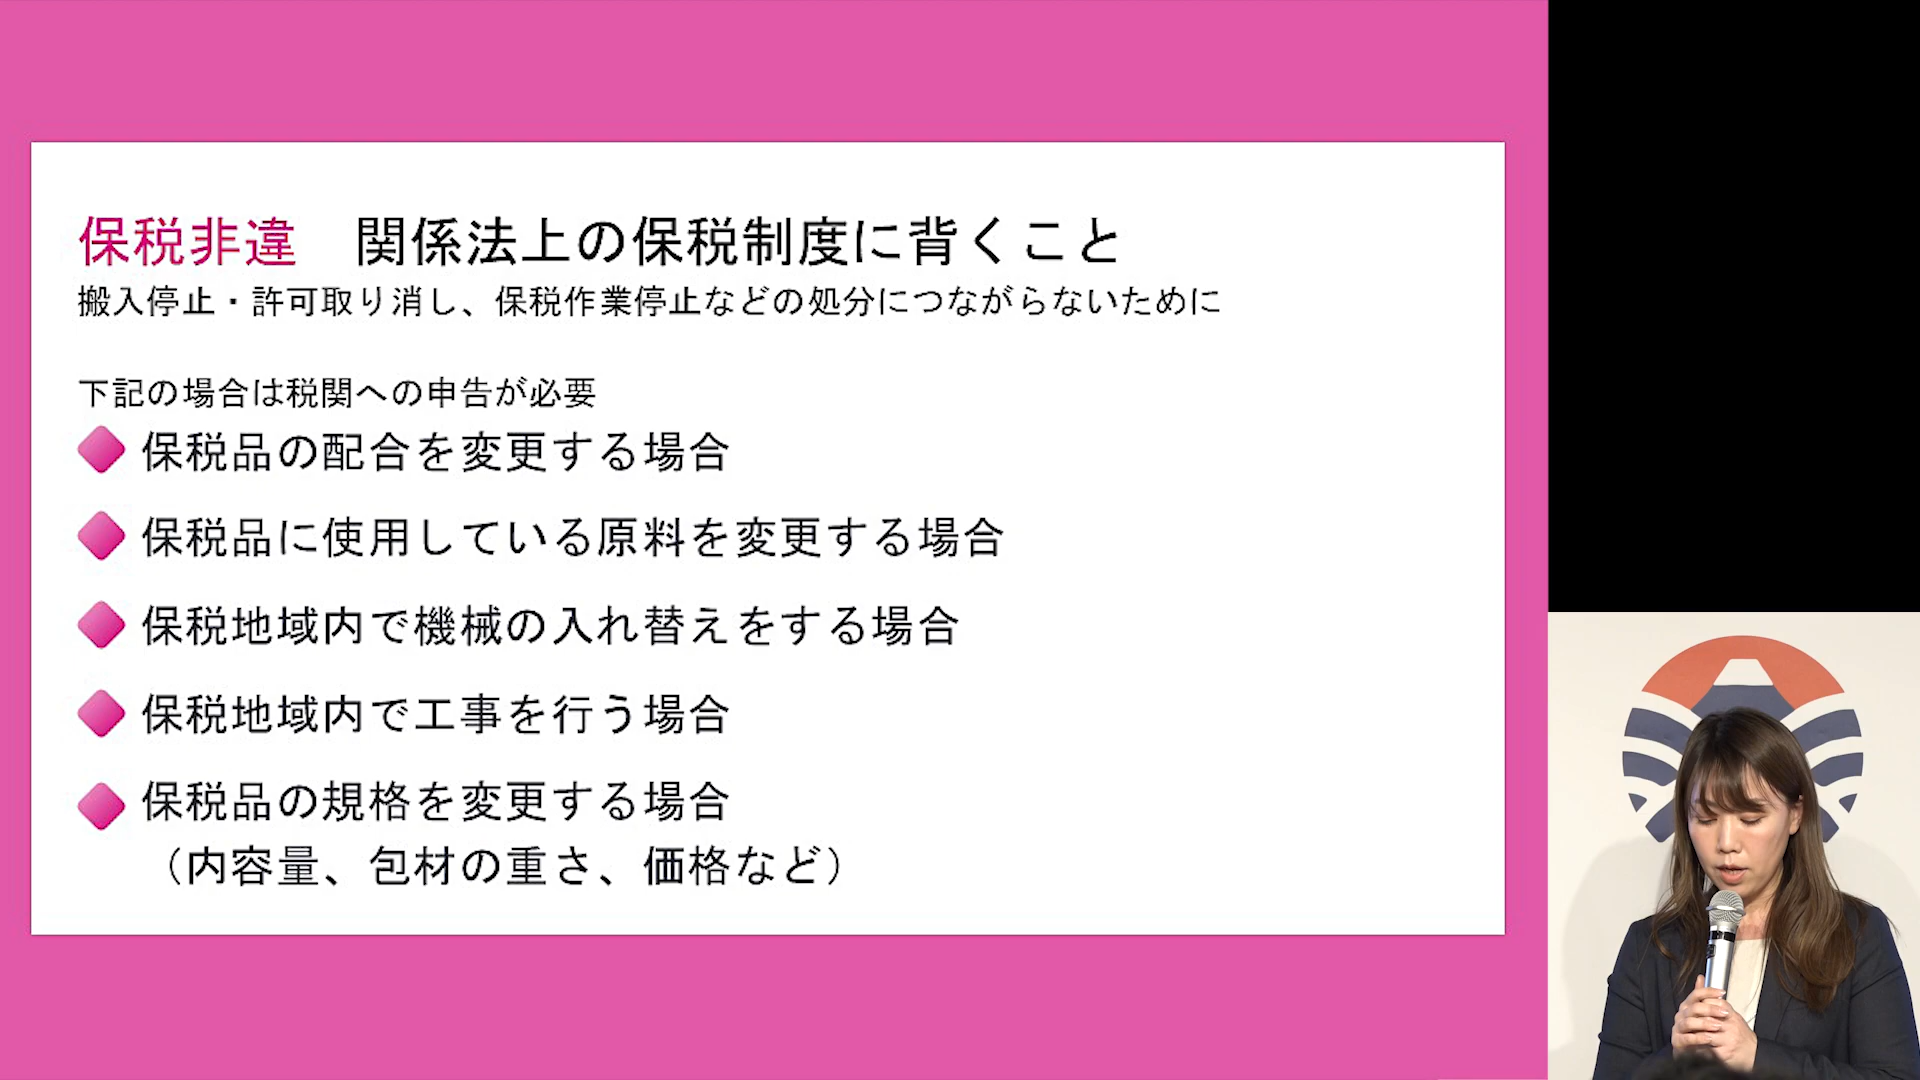 保税非違　関係法上の保税制度に背くこと
搬入停止・許可取り消し、保税作業停止などの処分につながらないために
下記の場合は税関への申告が必要
保税品の配合を変更する場合
保税品に使用している原料を変更する場合
保税地域内で機械の入れ替えをする場合
保税地域内で工事を行う場合
保税品の規格を変更する場合
（内容量、包材の重さ、価格など）